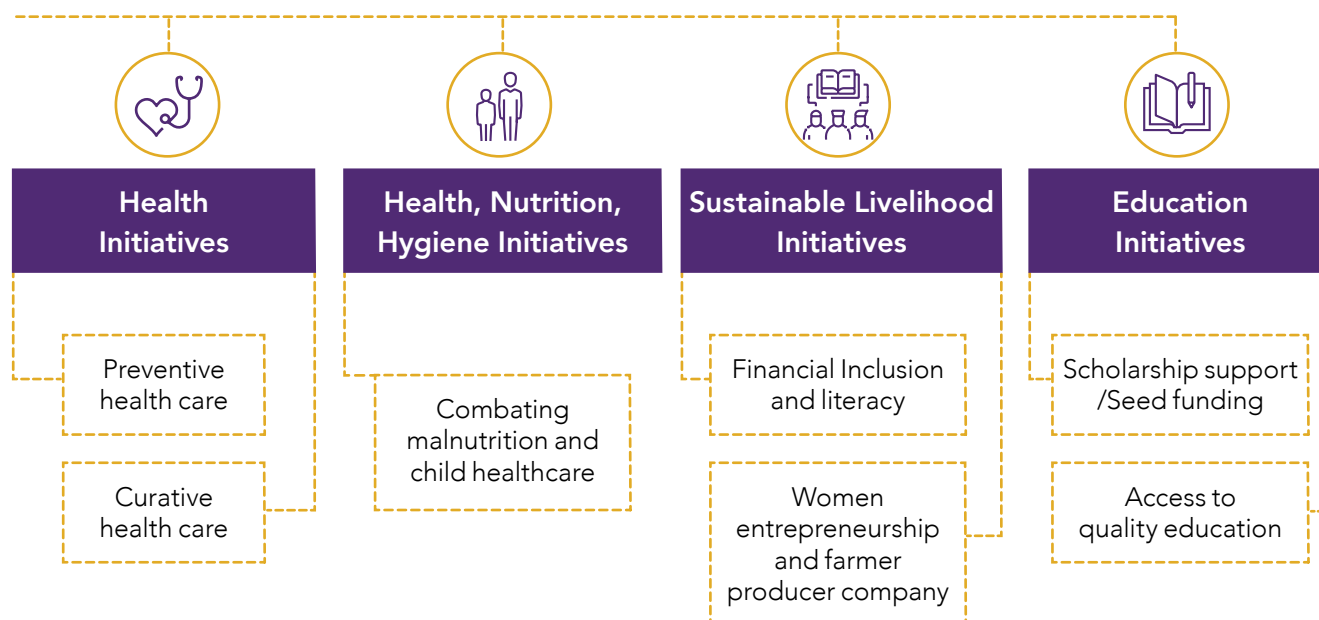 Health
Initiatives
Preventive
health care
Curative
health care
Health, Nutrition,
Hygiene Initiatives
Combating
malnutrition and
child healthcare
Sustainable Livelihood
Initiatives
Financial Inclusion
and literacy
Women
entrepreneurship
and farmer
producer company
Education
Initiatives
Scholarship support
/Seed funding
Access to
quality education